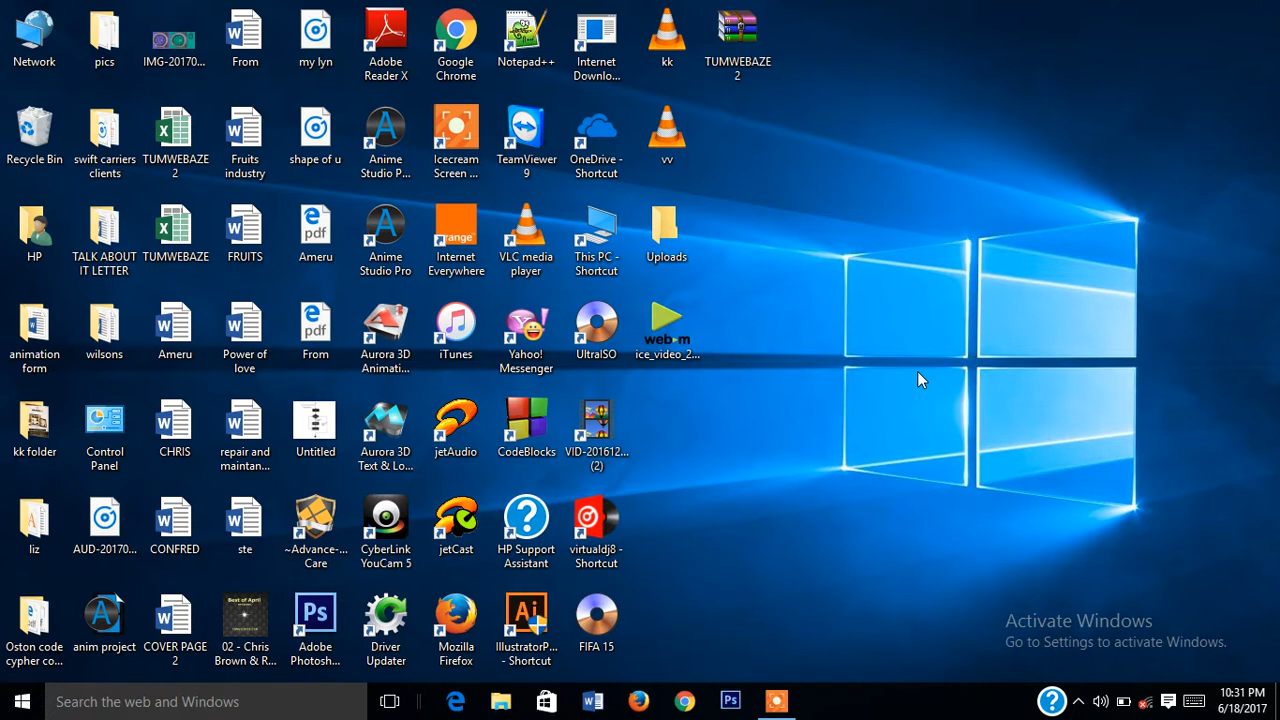 Network
pics
IMG-20170...
From
my lyn
Adobe
Reader X
Google
Chrome
Notepad++
Internet
Downlo...
kk
TUMWEBAZE
2
Recycle Bin
swift carriers
clients
TUMWEBAZE
2
Fruits
industry
shape of u
Anime
Studio P...
Icecream
Screen ...
TeamViewer
9
OneDrive -
Shortcut
vv
HP
TALK ABOUT
IT LETTER
TUMWEBAZE
FRUITS
pdf
Ameru
Anime
Studio Pro
range™
Internet
Everywhere
VLC media
player
This PC -
Shortcut
Uploads
animation
form
wilsons
Ameru
Power of
love
pdf
From
Aurora 3D
Animati...
iTunes
Yahoo!
Messenger
UltraISO
webm
ice_video_2...
kk folder
Control
Panel
CHRIS
repair and
maintan...
Untitled
Aurora 3D
Text & Lo...
jetAudio
CodeBlocks
VID-201612...
(2)
liz
AUD-20170...
CONFRED
ste
~Advance-...
Care
CyberLink
YouCam 5
jetCast
HP Support
Assistant
virtualdj8 -
Shortcut
Oston code
cypher co...
anim project
COVER PAGE
2
Best of April
02 - Chris
Brown & R...
Ps
Adobe
Photosh...
Driver
Updater
Mozilla
Firefox
Ai
IllustratorP...
- Shortcut
FIFA 15
Activate Windows
Go to Settings to activate Windows.
Search the web and Windows
Ps
10:31 PM
6/18/2017